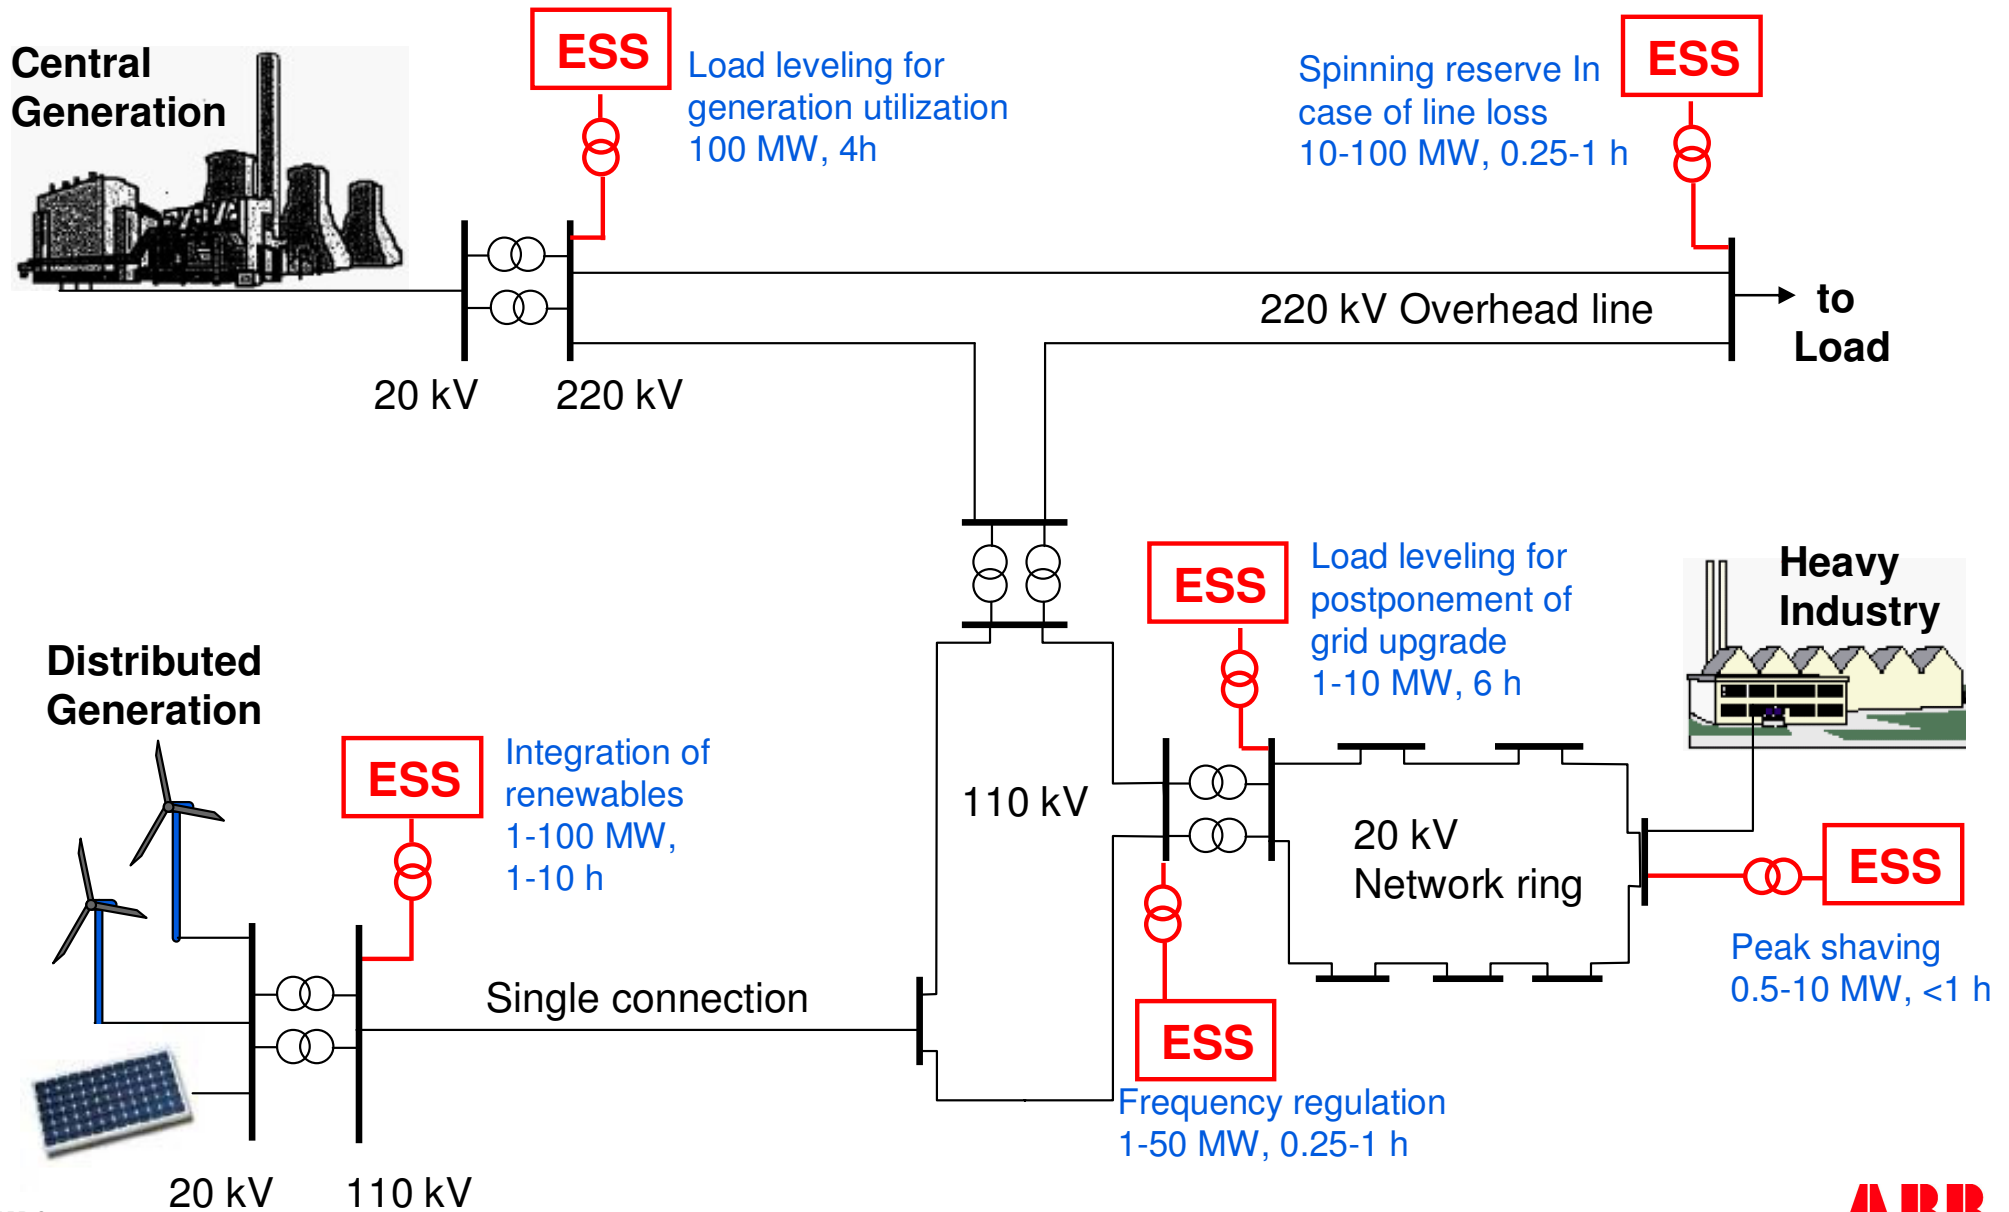 Central
Generation
ESS
Load leveling for
generation utilization
100 MW, 4h
Spinning reserve In
case of line loss
10-100 MW, 0.25-1 h
ESS
220 kV Overhead line
to
Load
20 kV
220 kV
ESS
Load leveling for
postponement of
grid upgrade
1-10 MW, 6 h
Heavy
Industry
Distributed
Generation
ESS
Integration of
renewables
1-100 MW,
1-10 h
110 kV
20 kV
Network ring
ESS
Peak shaving
0.5-10 MW, <1 h
Single connection
ESS
Frequency regulation
1-50 MW, 0.25-1 h
20 kV
110 kV
ABB